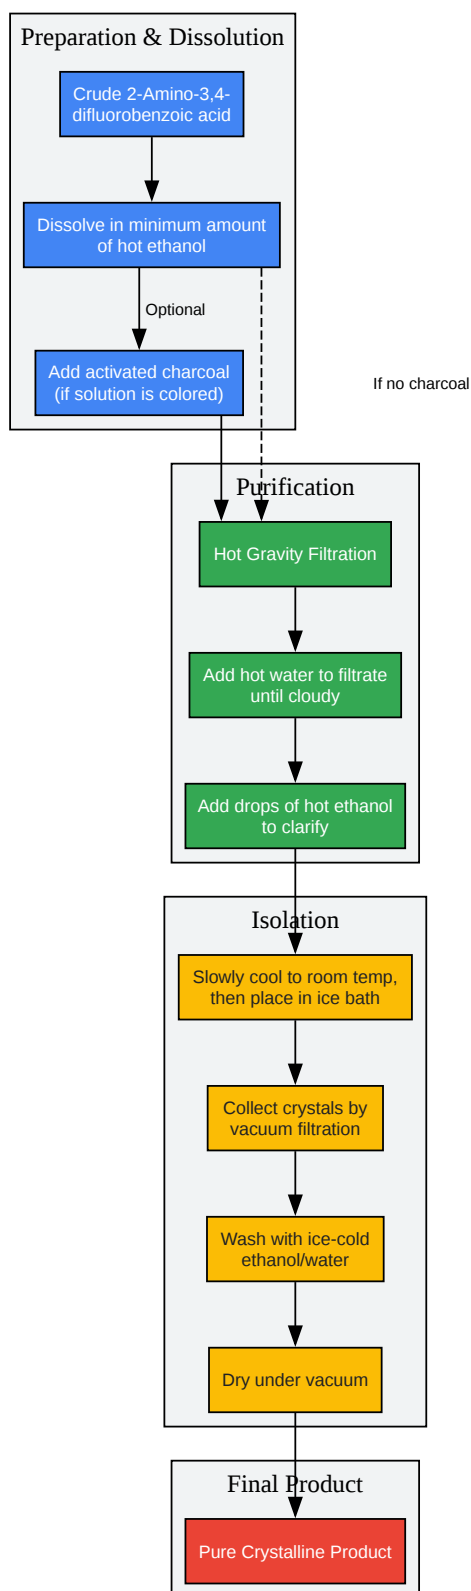 Preparation & Dissolution
Crude 2-Amino-3,4-
difluorobenzoic acid
Dissolve in minimum amount
of hot ethanol
Optional
Add activated charcoal
(if solution is colored)
If no charcoal
Purification
Hot Gravity Filtration
Add hot water to filtrate
until cloudy
Add drops of hot ethanol
to clarify
Isolation
Slowly cool to room temp,
then place in ice bath
Collect crystals by
vacuum filtration
Wash with ice-cold
ethanol/water
Dry under vacuum
Final Product
Pure Crystalline Product